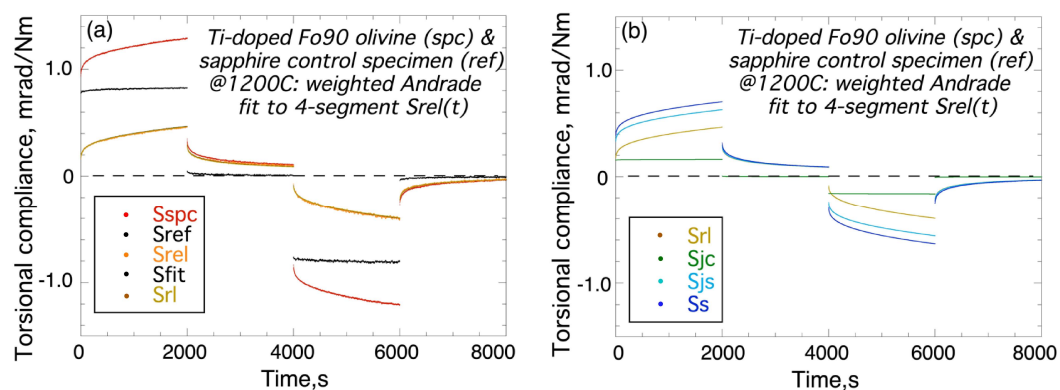 (a)
Ti-doped Fo90 olivine (spc) &
sapphire control specimen (ref)
@1200C: weighted Andrade
fit to 4-segment Srel(t)
Torsional compliance, mrad/Nm
1.0
0
-1.0
Sspc
Sref
Srel
Sfit
Srl
0 2000 4000 6000 8000
Time,s
(b)
Ti-doped Fo90 olivine (spc) &
sapphire control specimen (ref)
@1200C: weighted Andrade
fit to 4-segment Srel(t)
Torsional compliance, mrad/Nm
1.0
0
-1.0
Srl
Sjc
Sjs
Ss
0 2000 4000 6000 8000
Time,s